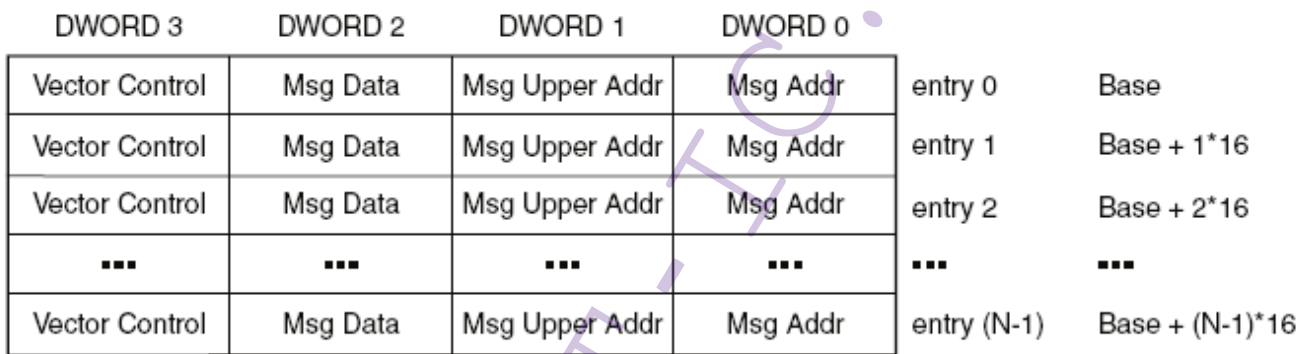 DWORD 3 DWORD 2 DWORD 1 DWORD 0
Vector Control Msg Data Msg Upper Addr Msg Addr entry 0 Base
Vector Control Msg Data Msg Upper Addr Msg Addr entry 1 Base + 1*16
Vector Control Msg Data Msg Upper Addr Msg Addr entry 2 Base + 2*16
... ... ... ... ... ...
Vector Control Msg Data Msg Upper Addr Msg Addr entry (N-1) Base + (N-1)*16